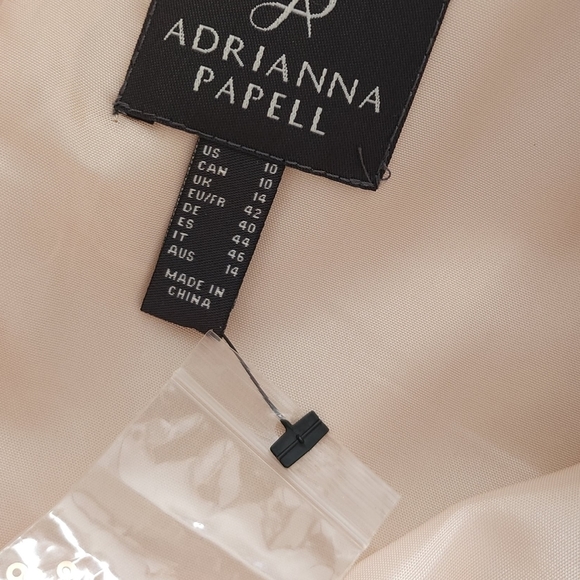 ADRIANNA
PAPELL
US 10
CAN 10
UK 14
EU/FR 42
DE 40
ES 44
IT 46
AUS 14
MADE IN
CHINA